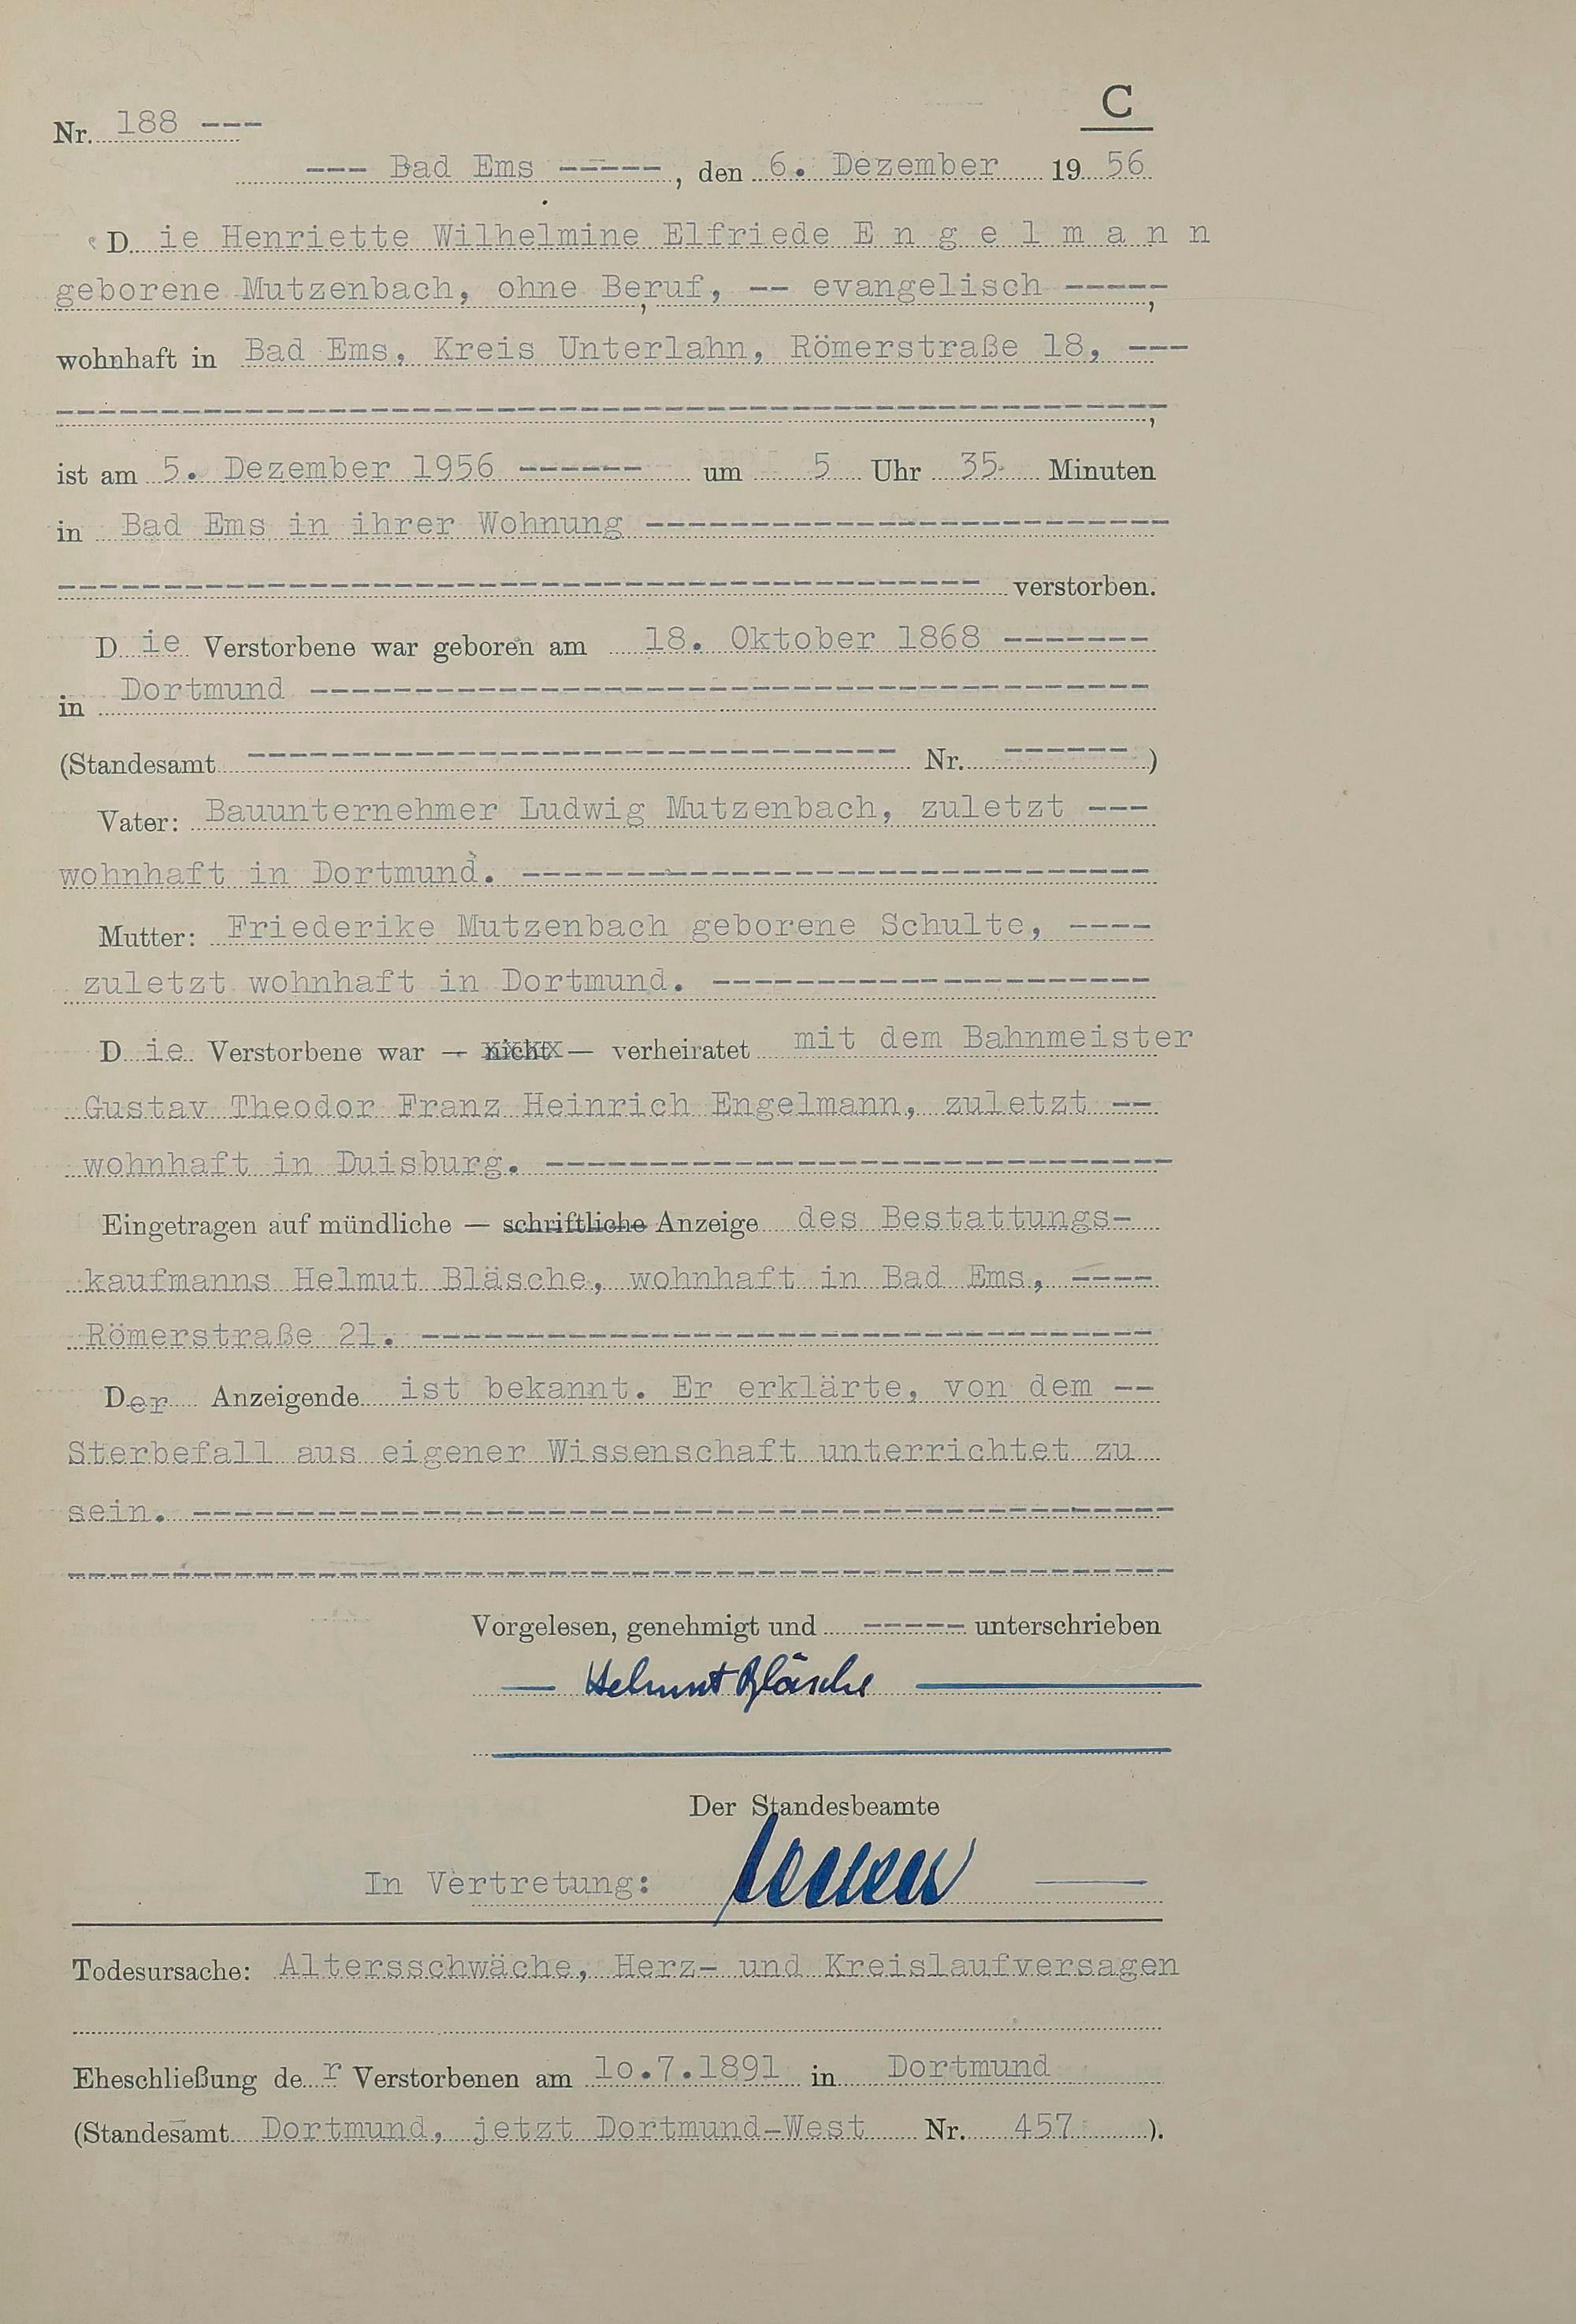 C
Nr. 188 ---
--- Bad Ems -----, den 6. Dezember 19 56
Die Henriette Wilhelmine Elfriede E n g e l m a n n
geborene Mutzenbach, ohne Beruf, -- evangelisch -----,
wohnhaft in Bad Ems, Kreis Unterlahn, Römerstraße 18, ---
ist am 5. Dezember 1956 ------ um 5 Uhr 35 Minuten
in Bad Ems in ihrer Wohnung
verstorben.
Die Verstorbene war geboren am 18. Oktober 1868 -------
in Dortmund
(Standesamt Nr. ------)
Vater: Bauunternehmer Ludwig Mutzenbach, zuletzt ---
wohnhaft in Dortmund.
Mutter: Friederike Mutzenbach geborene Schulte, ----
zuletzt wohnhaft in Dortmund.
Die Verstorbene war — nicht — verheiratet mit dem Bahnmeister
Gustav Theodor Franz Heinrich Engelmann, zuletzt --
wohnhaft in Duisburg.
Eingetragen auf mündliche — schriftliche Anzeige des Bestattungs-
kaufmanns Helmut Bläsche, wohnhaft in Bad Ems, ----
Römerstraße 21.
Der Anzeigende ist bekannt. Er erklärte, von dem --
Sterbefall aus eigener Wissenschaft unterrichtet zu
sein.
Vorgelesen, genehmigt und ----- unterschrieben
Helmut Bläsche
Der Standesbeamte
In Vertretung:
Todesursache: Altersschwäche, Herz- und Kreislaufversagen
Eheschließung der Verstorbenen am 1o.7.1891 in Dortmund
(Standesamt Dortmund, jetzt Dortmund-West Nr. 457 ).